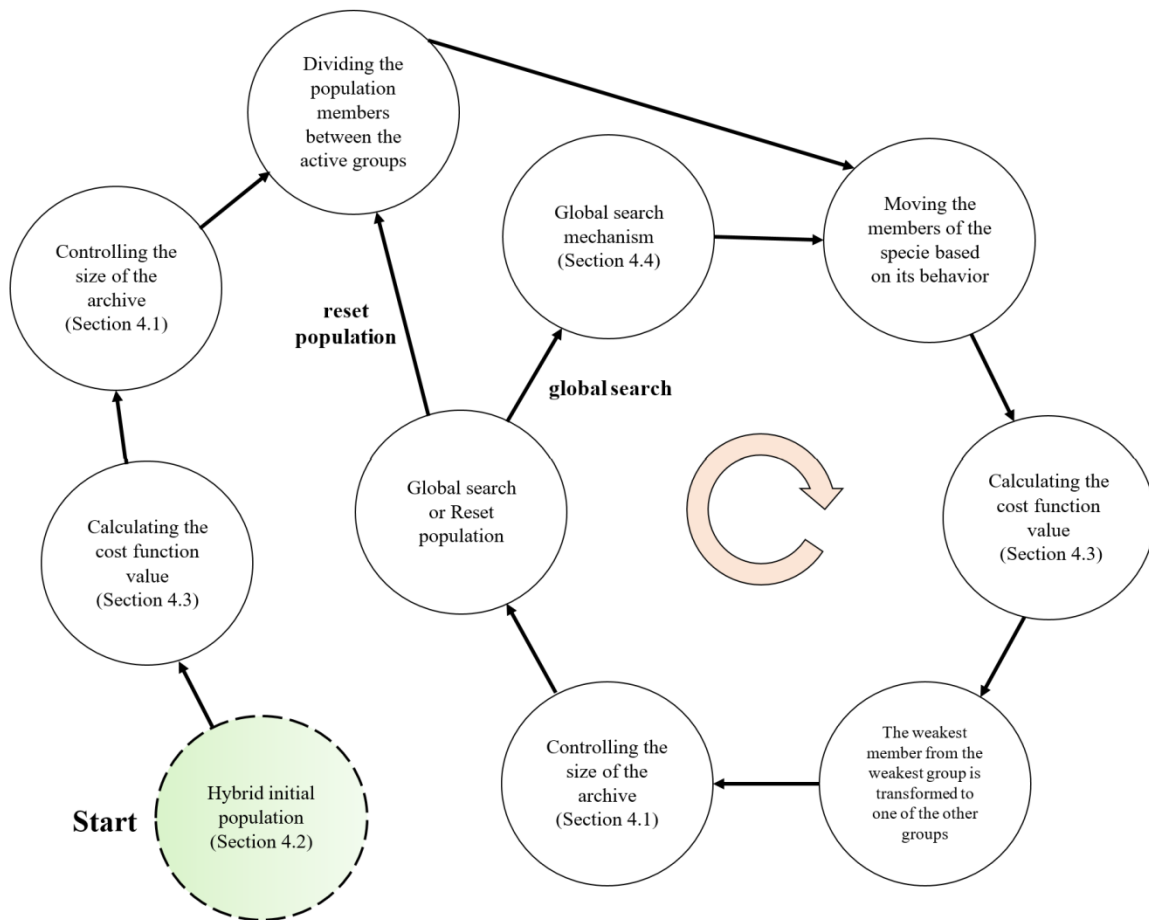 Start
Hybrid initial
population
(Section 4.2)
Calculating the
cost function
value
(Section 4.3)
Controlling the
size of the
archive
(Section 4.1)
Dividing the
population
members
between the
active groups
reset
population
Global search
mechanism
(Section 4.4)
global search
Global search
or Reset
population
Moving the
members of the
specie based
on its behavior
Calculating the
cost function
value
(Section 4.3)
The weakest
member from the
weakest group is
transformed to
one of the other
groups
Controlling the
size of the
archive
(Section 4.1)